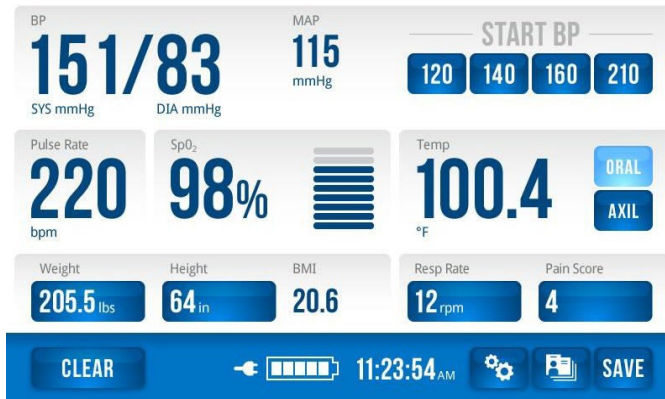 BP
MAP
START BP
151/83
115
mmHg
120 140 160 210
SYS mmHg DIA mmHg
Pulse Rate
SpO₂
Temp
220
98%
100.4
ORAL
AXIL
bpm
°F
Weight
Height
BMI
Resp Rate
Pain Score
205.5 lbs
64 in
20.6
12 rpm
4
CLEAR
11:23:54 AM
SAVE